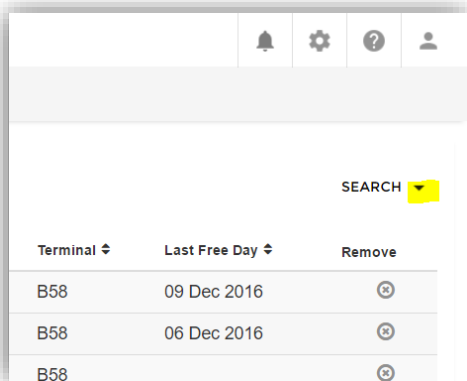 SEARCH
Terminal Last Free Day Remove
B58 09 Dec 2016
B58 06 Dec 2016
B58